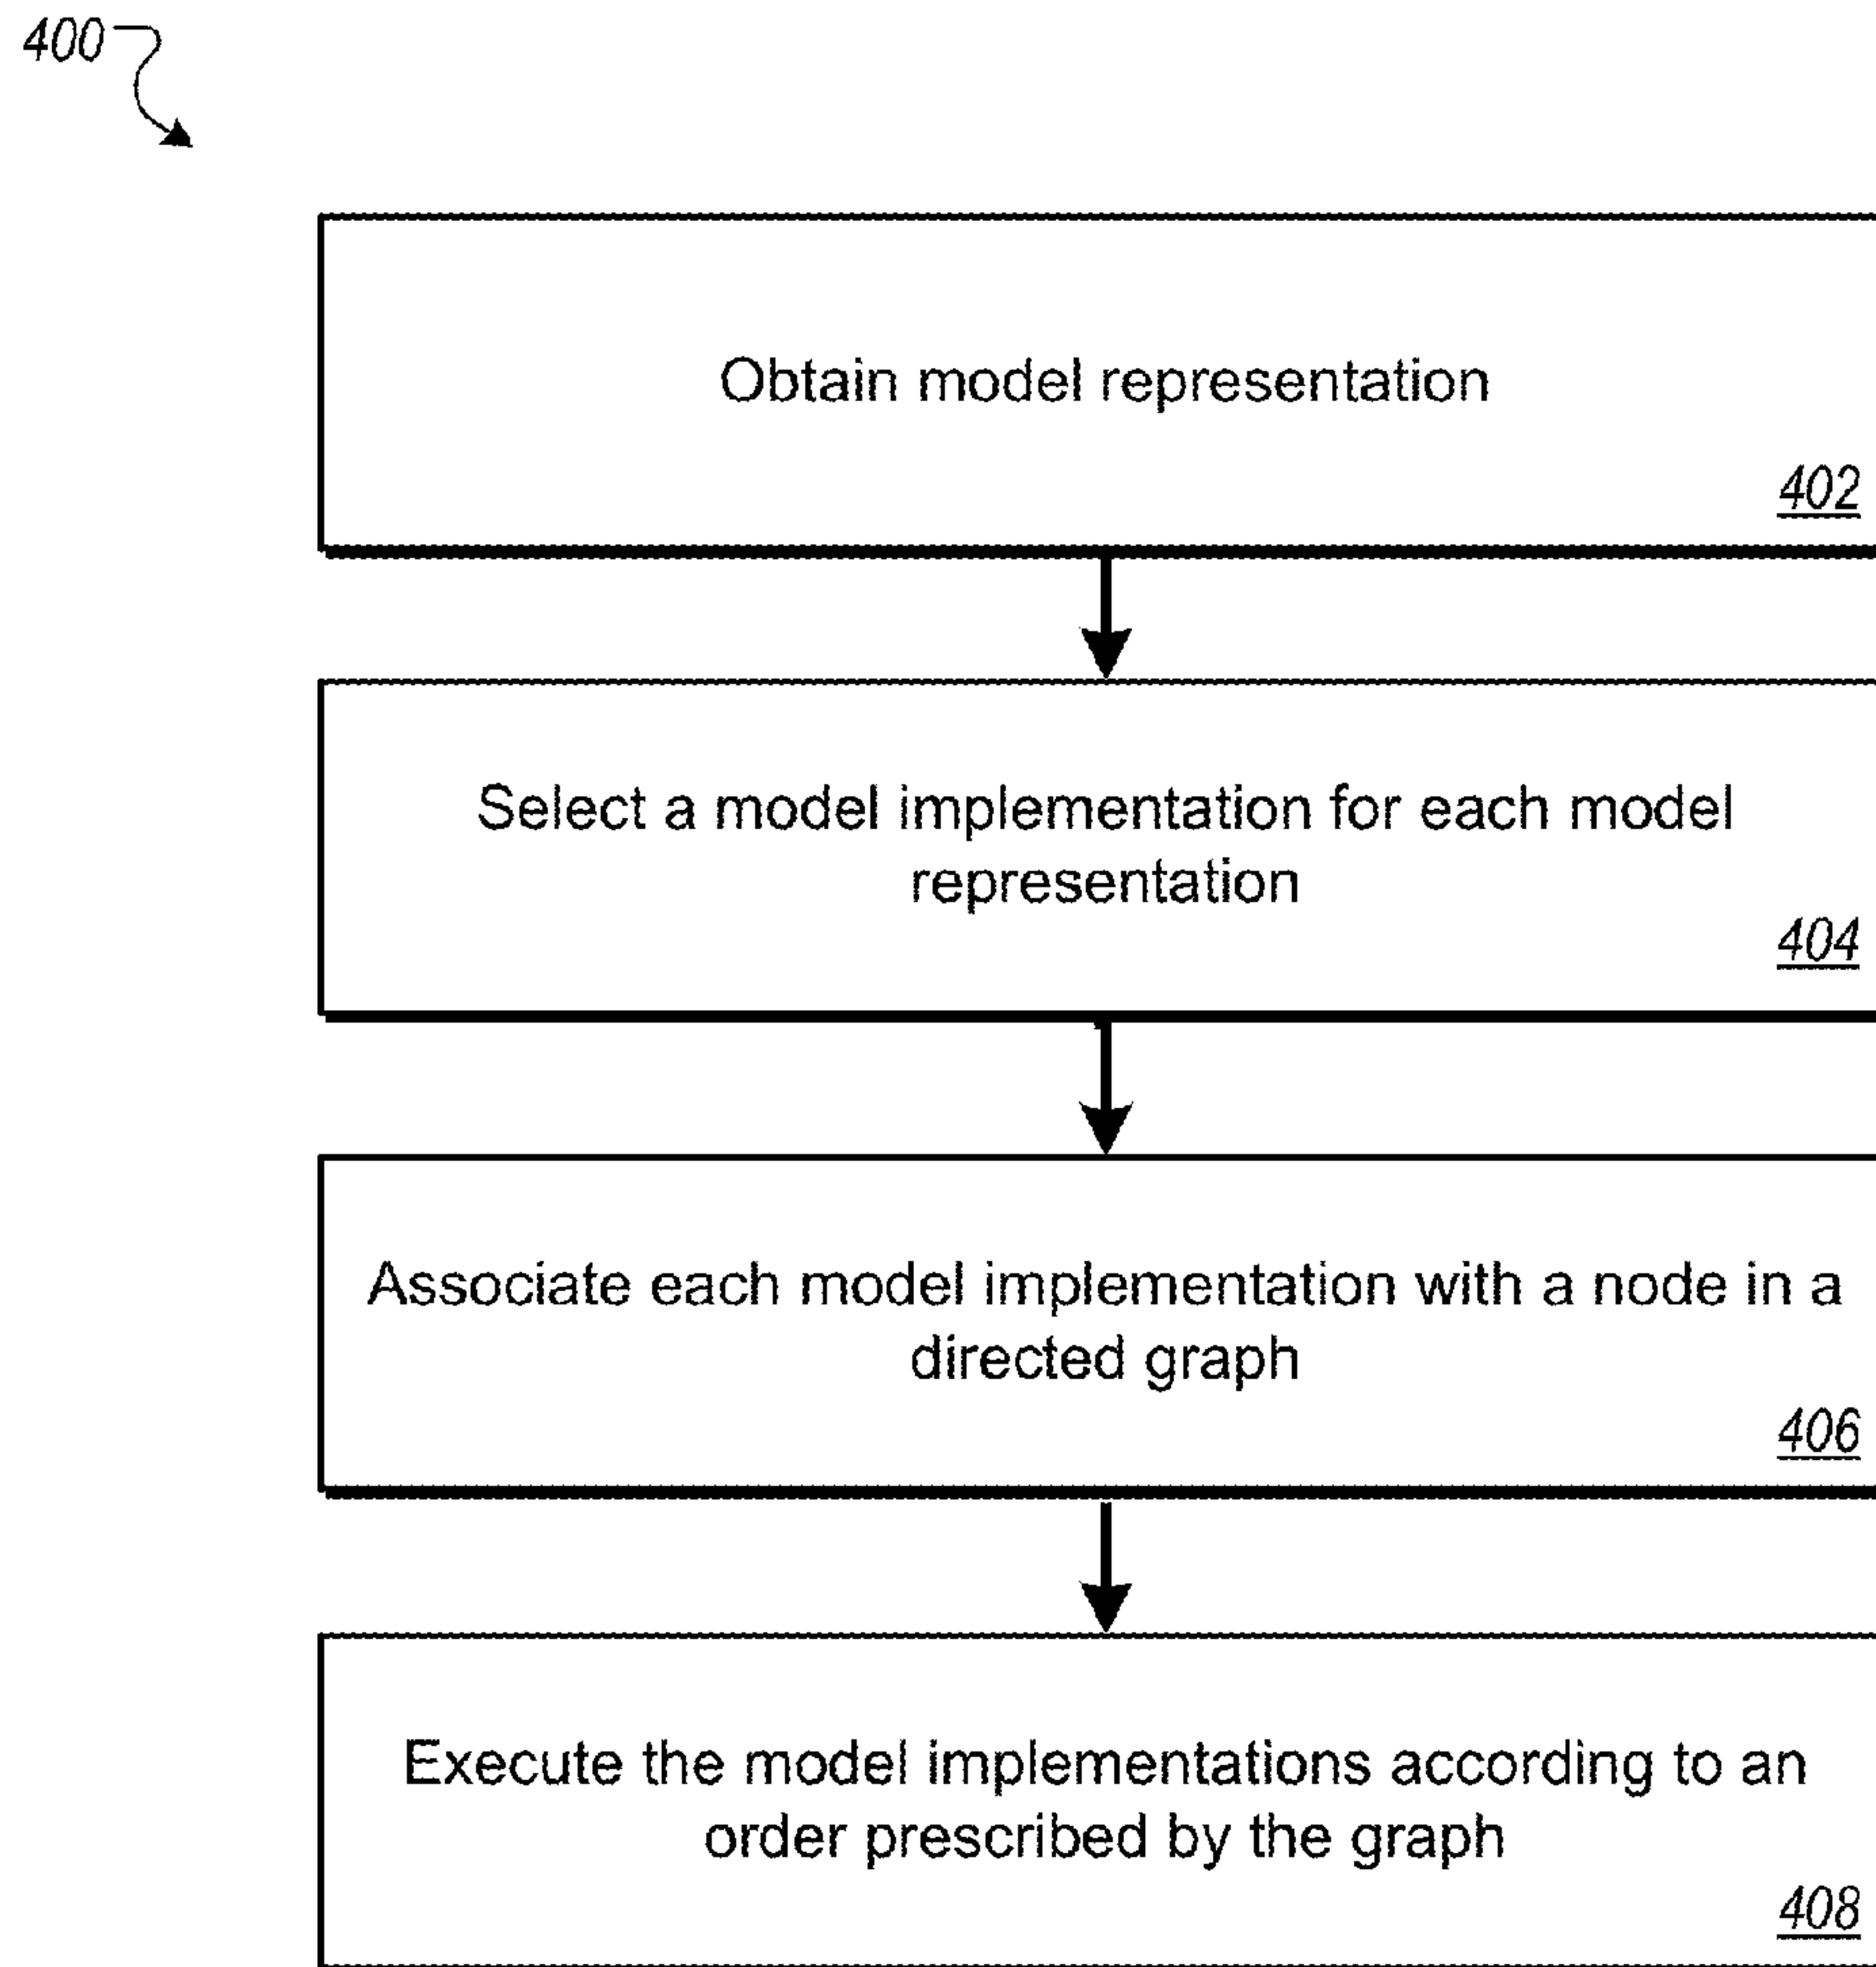 400
Obtain model representation
402
Select a model implementation for each model
representation
404
Associate each model implementation with a node in a
directed graph
406
Execute the model implementations according to an
order prescribed by the graph
408